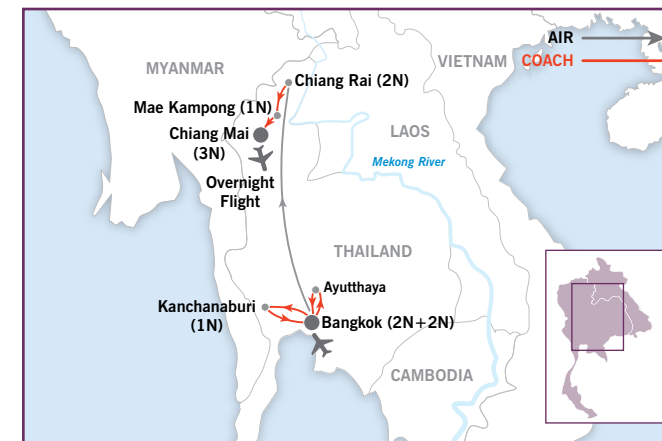 AIR
COACH
MYANMAR
VIETNAM
Chiang Rai (2N)
Mae Kampong (1N)
Chiang Mai
(3N)
LAOS
Mekong River
Overnight
Flight
THAILAND
Ayutthaya
Kanchanaburi
(1N)
Bangkok (2N+2N)
CAMBODIA